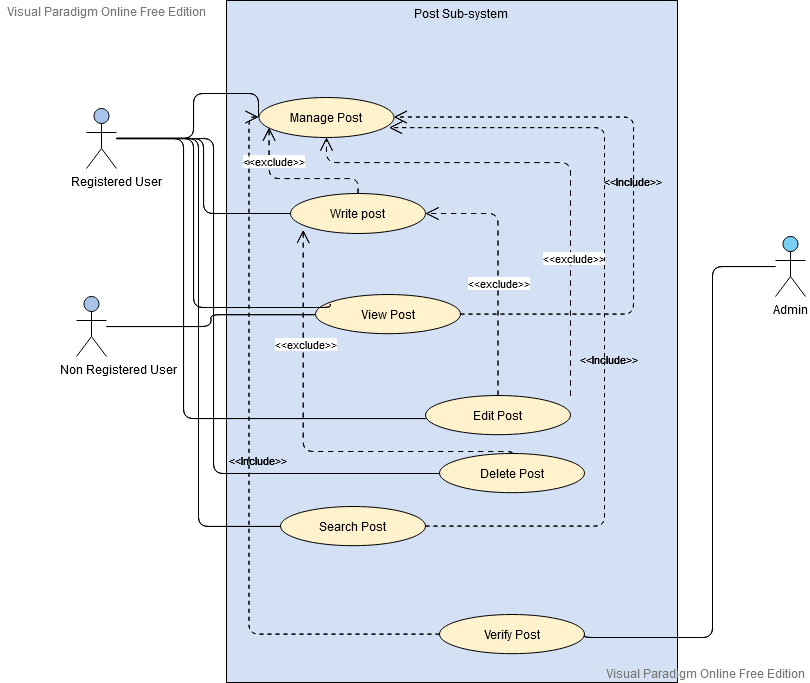 Visual Paradigm Online Free Edition
Post Sub-system
Manage Post
<<exclude>>
Registered User
<<Include>>
Write post
<<exclude>>
<<exclude>>
Admin
View Post
Non Registered User
<<exclude>>
<<Include>>
Edit Post
<<Include>>
Delete Post
Search Post
Verify Post
Visual Paradigm Online Free Edition